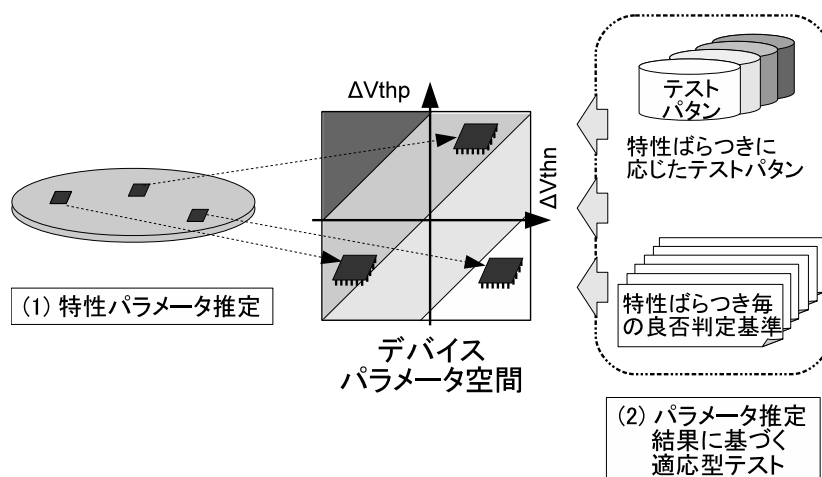 (1) 特性パラメータ推定
ΔVthp
ΔVthn
デバイス
パラメータ空間
テスト
パタン
特性ばらつきに
応じたテストパタン
特性ばらつき毎
の良否判定基準
(2) パラメータ推定
結果に基づく
適応型テスト